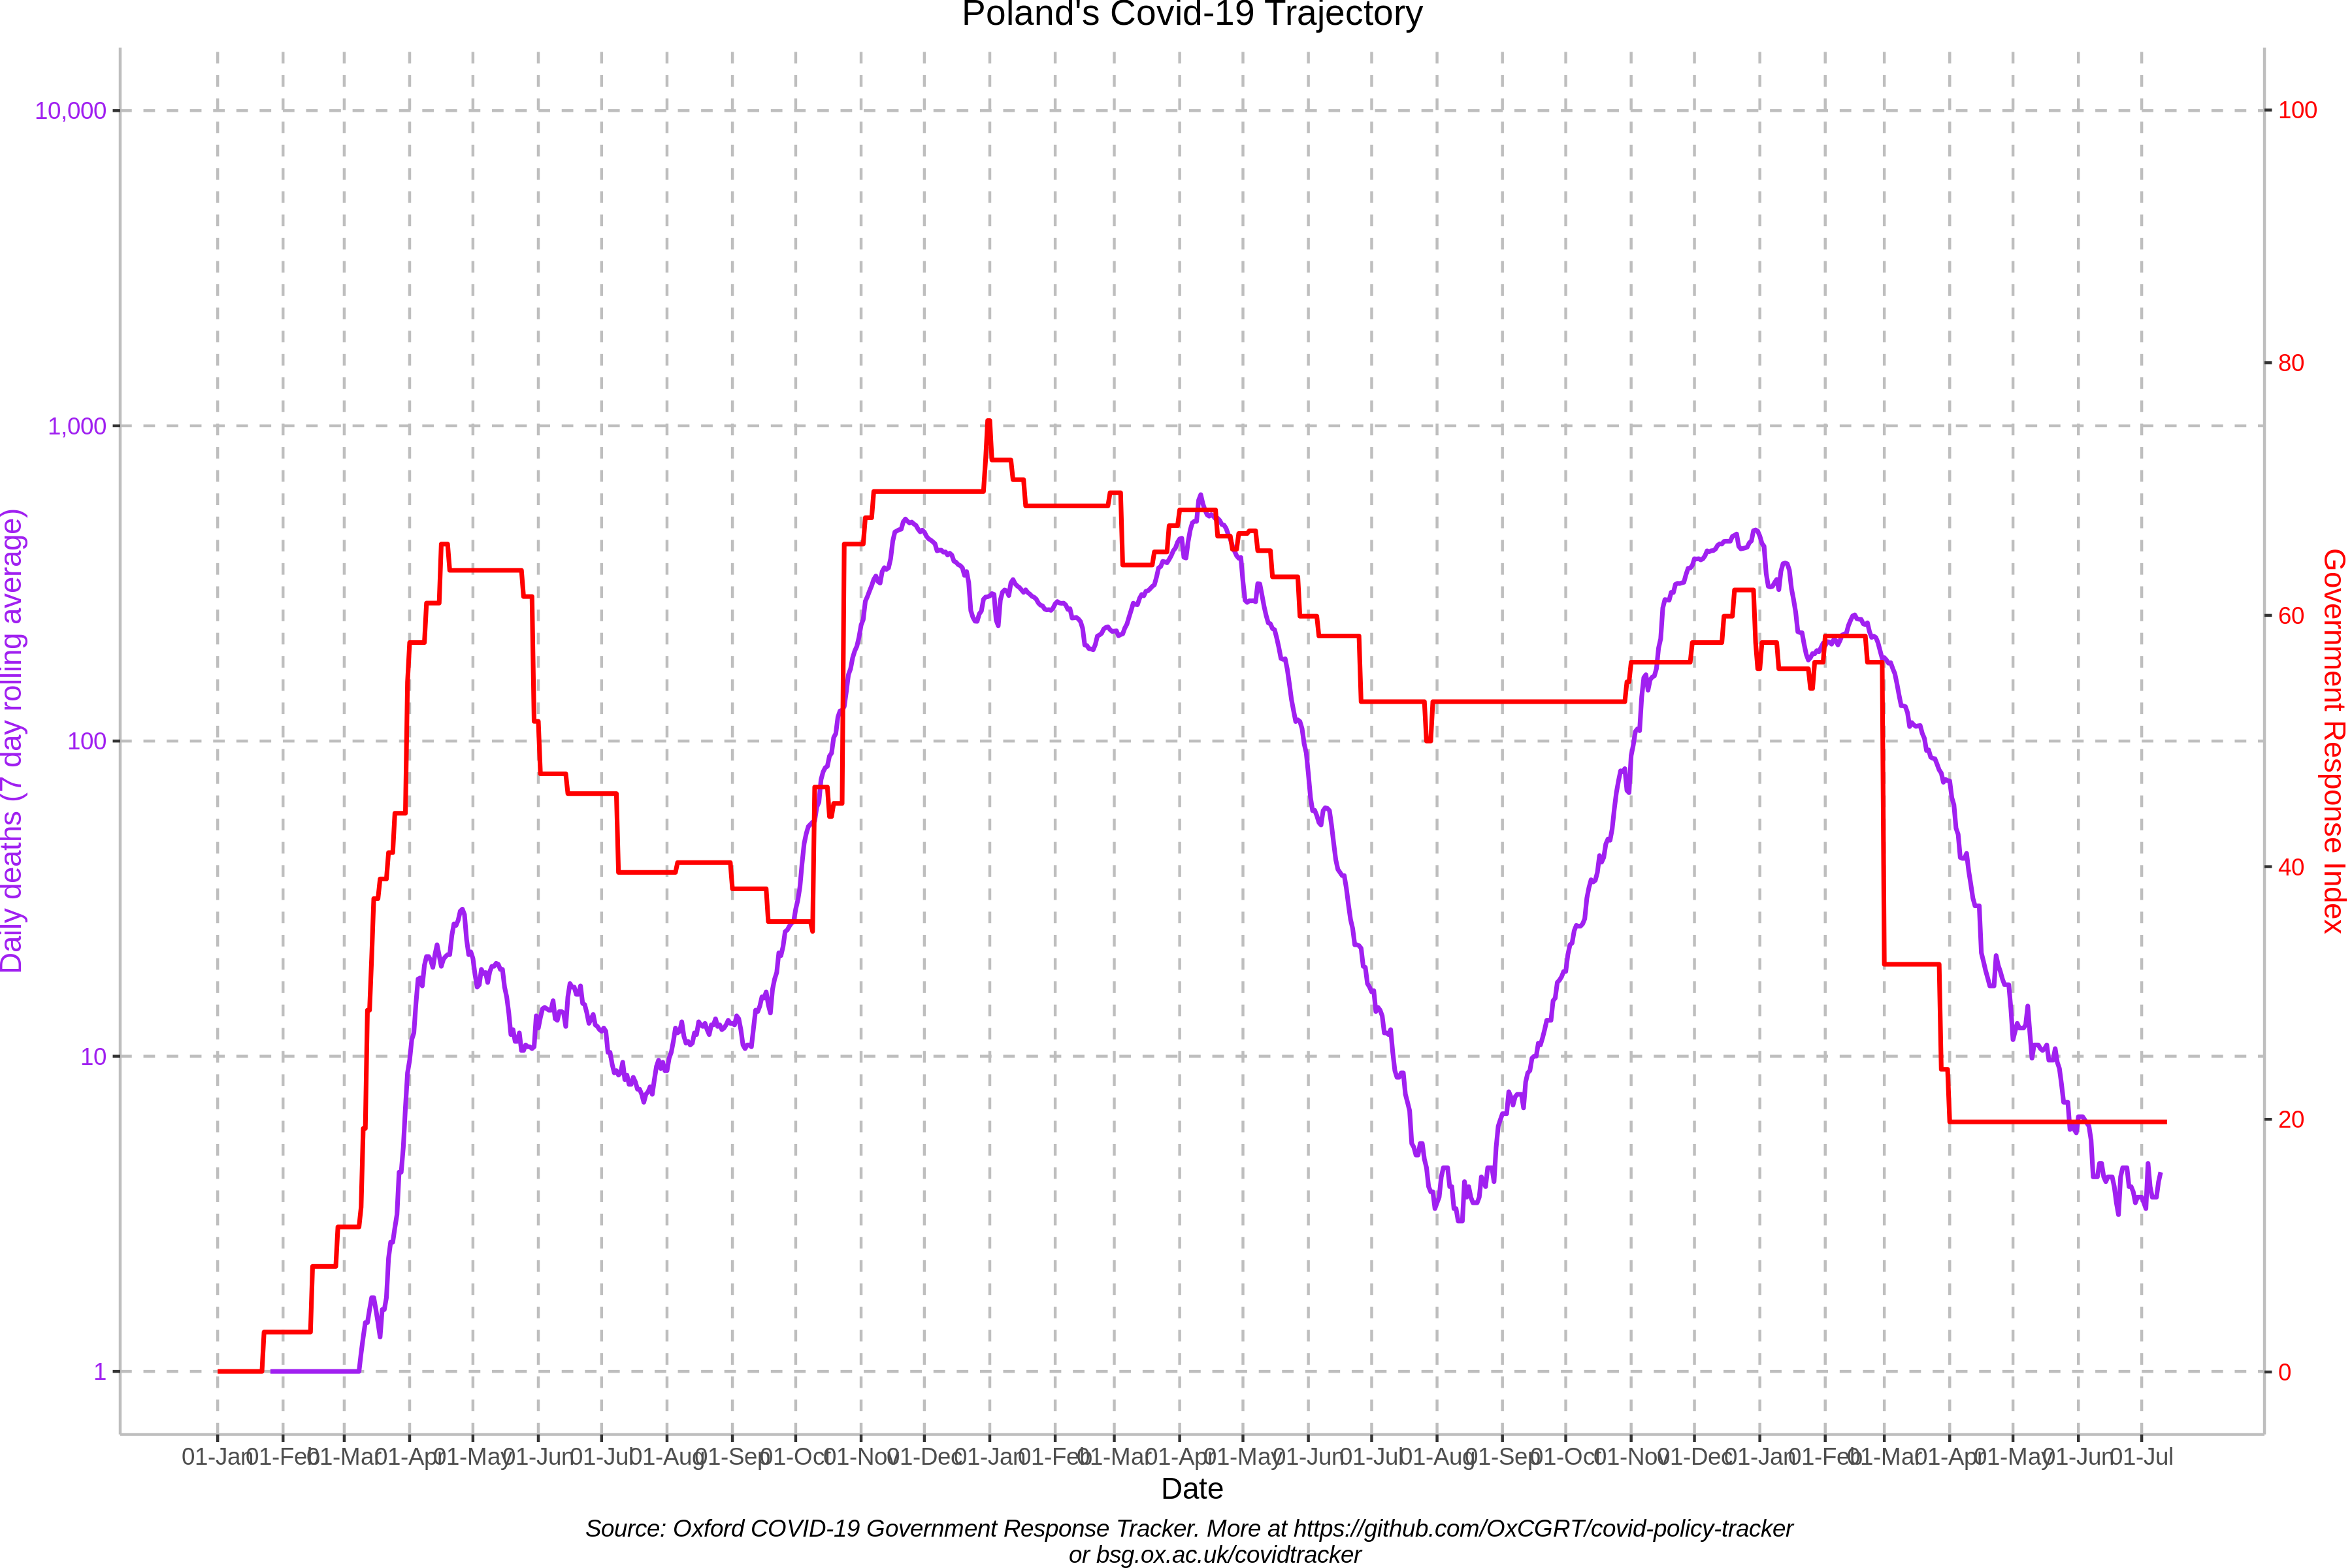 Poland's Covid-19 Trajectory
10,000
1,000
100
10
1
Daily deaths (7 day rolling average)
100
80
60
40
20
0
Government Response Index
01-Jan 01-Feb 01-Mar 01-Apr 01-May 01-Jun 01-Jul 01-Aug 01-Sep 01-Oct 01-Nov 01-Dec 01-Jan 01-Feb 01-Mar 01-Apr 01-May 01-Jun 01-Jul 01-Aug 01-Sep 01-Oct 01-Nov 01-Dec 01-Jan 01-Feb 01-Mar 01-Apr 01-May 01-Jun 01-Jul
Date
Source: Oxford COVID-19 Government Response Tracker. More at https://github.com/OxCGRT/covid-policy-tracker
or bsg.ox.ac.uk/covidtracker